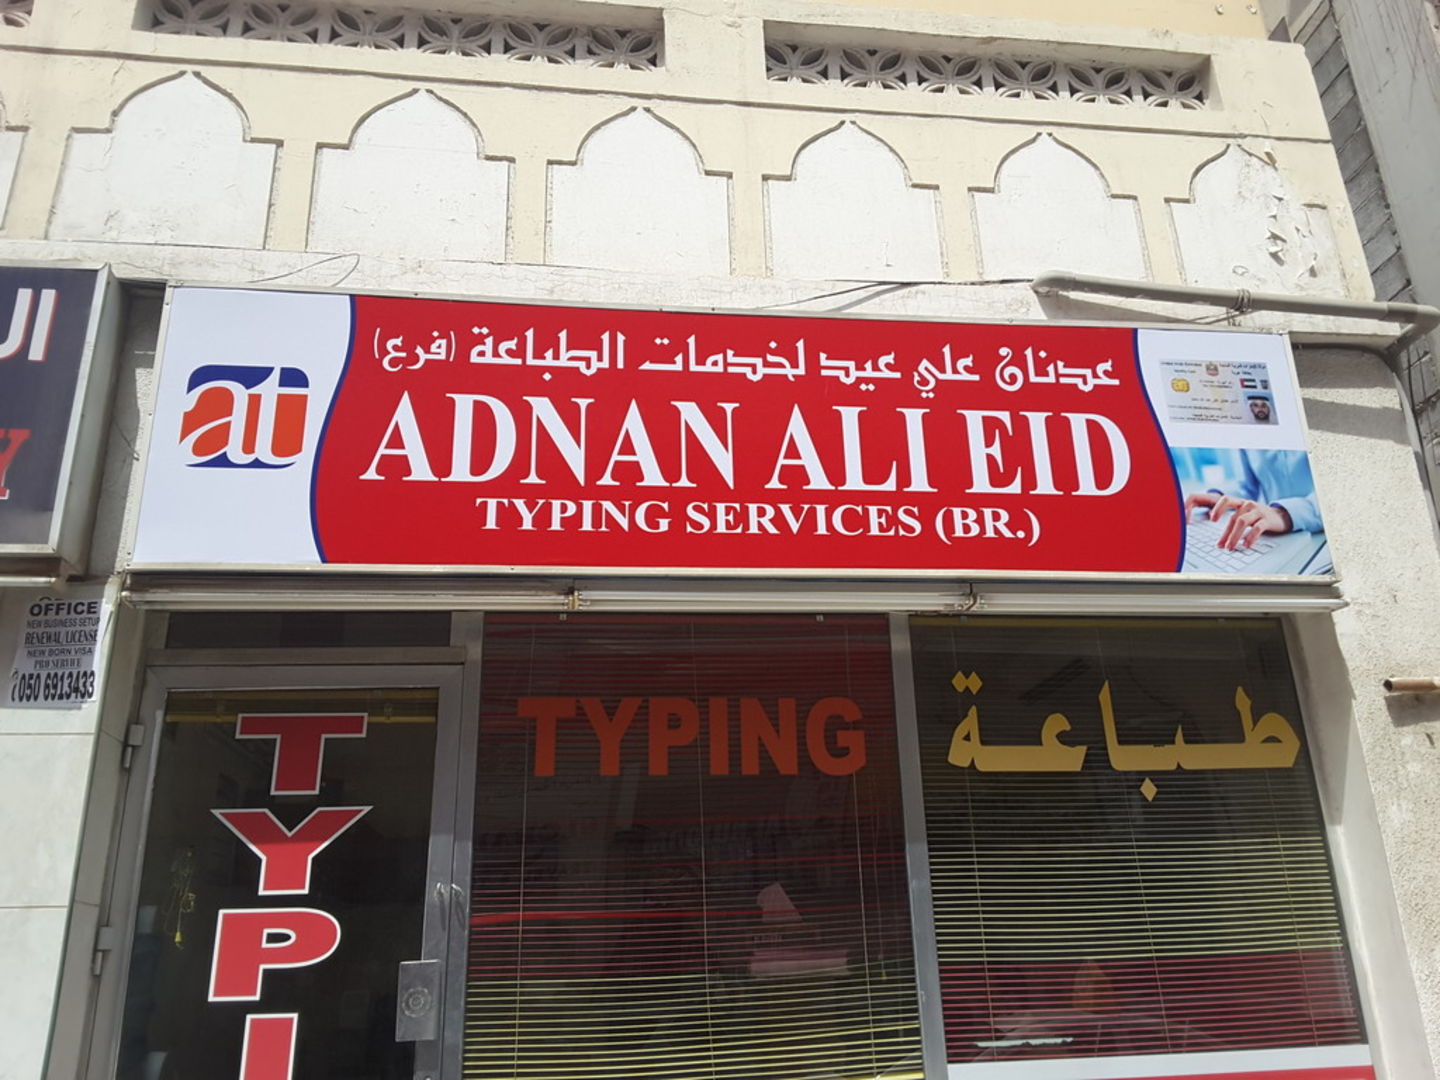 عدنان علي عيد لخدمات الطباعة (فرع)
ati
ADNAN ALI EID
TYPING SERVICES (BR.)
ال
Y
OFFICE
NEW BUSINESS SETUP
RENEWAL/LICENSE
NEW BORN VISA
PRO SERVICE
050 6913433
TYPING
طباعة
T
Y
P
I